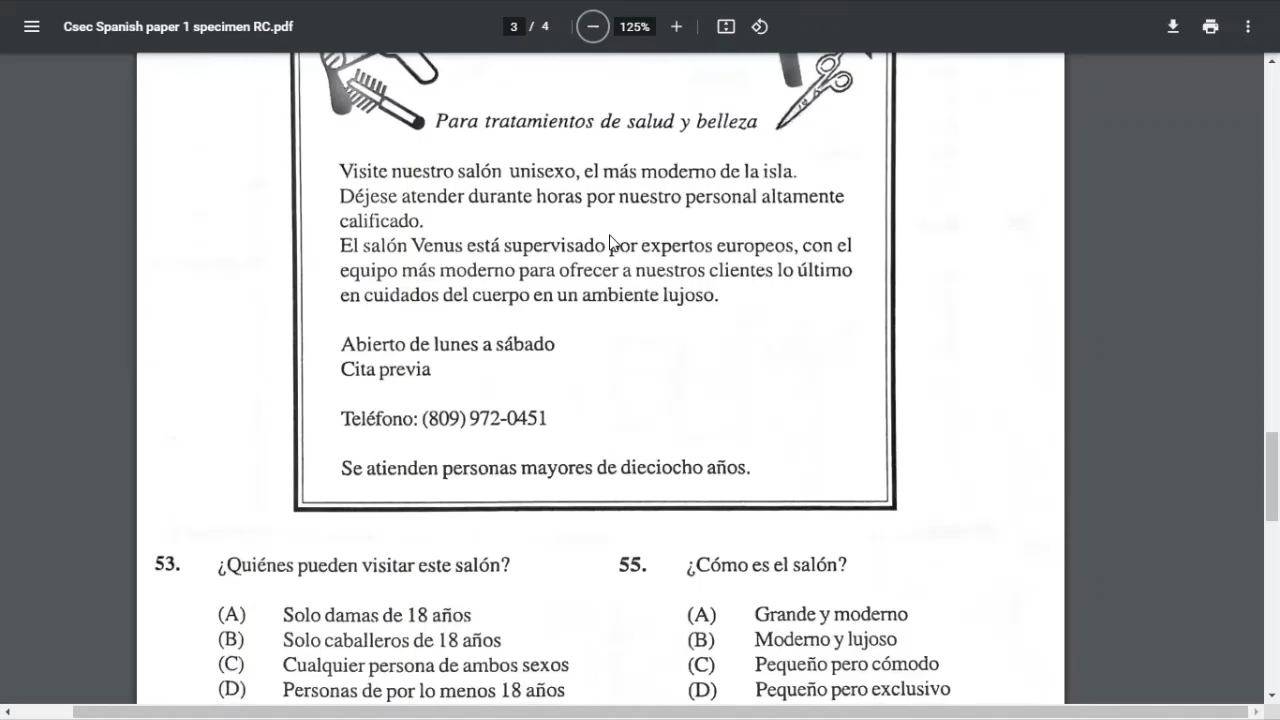 Csec Spanish paper 1 specimen RC.pdf
3 / 4
125%
Para tratamientos de salud y belleza
Visite nuestro salón unisexo, el más moderno de la isla.
Déjese atender durante horas por nuestro personal altamente
calificado.
El salón Venus está supervisado por expertos europeos, con el
equipo más moderno para ofrecer a nuestros clientes lo último
en cuidados del cuerpo en un ambiente lujoso.
Abierto de lunes a sábado
Cita previa
Teléfono: (809) 972-0451
Se atienden personas mayores de dieciocho años.
53. ¿Quiénes pueden visitar este salón?
(A) Solo damas de 18 años
(B) Solo caballeros de 18 años
(C) Cualquier persona de ambos sexos
(D) Personas de por lo menos 18 años
55. ¿Cómo es el salón?
(A) Grande y moderno
(B) Moderno y lujoso
(C) Pequeño pero cómodo
(D) Pequeño pero exclusivo